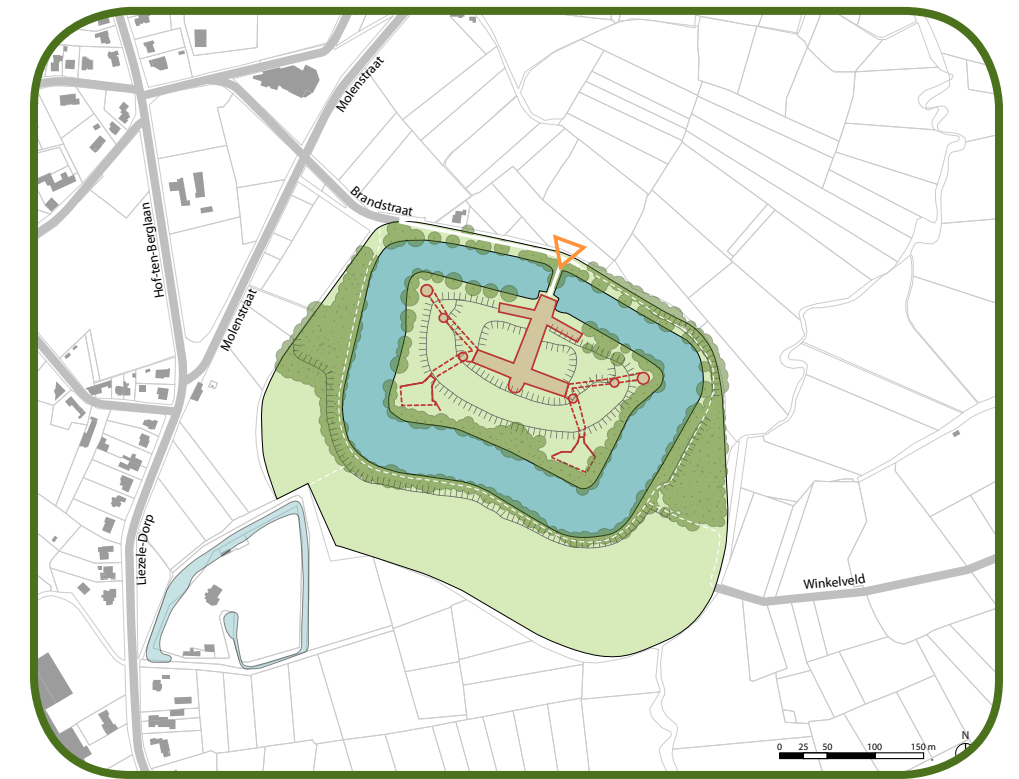 Molenstraat
Brandstraat
Hof-ten-Berglaan
Molenstraat
Liezele-Dorp
Winkelveld
N
0 25 50 100 150 m